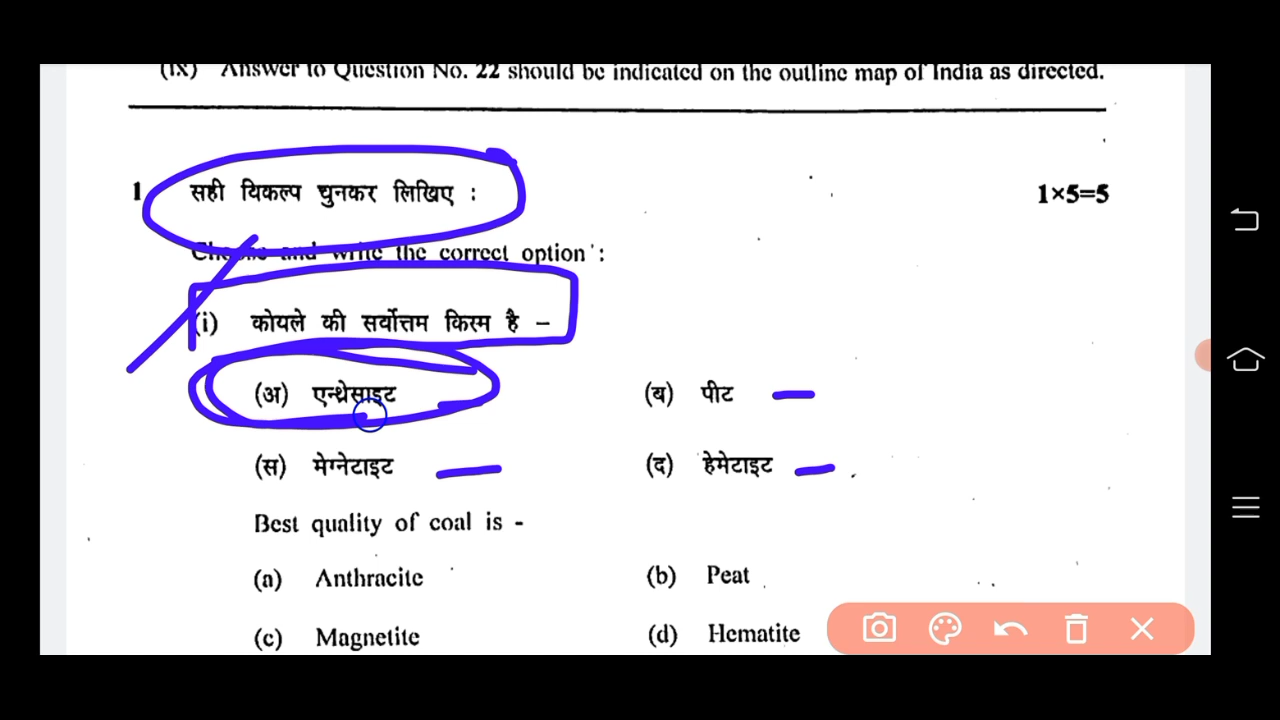 (ix) Answer to Question No. 22 should be indicated on the outline map of India as directed.
1 सही विकल्प चुनकर लिखिए : 1×5=5
Choose and write the correct option :
(i) कोयले की सर्वोत्तम किस्म है –
(अ) एन्थ्रेसाइट (ब) पीट
(स) मेग्नेटाइट (द) हेमेटाइट
Best quality of coal is -
(a) Anthracite (b) Peat
(c) Magnetite (d) Hematite